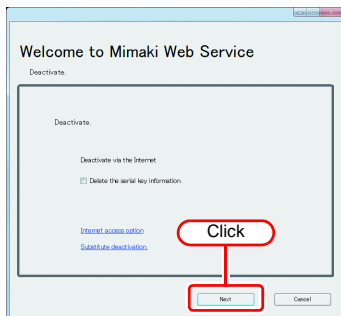 Welcome to Mimaki Web Service
Deactivate.
Deactivate.
Deactivate via the Internet
Delete the serial key information.
Internet access option
Click
Substitute deactivation.
Next
Cancel